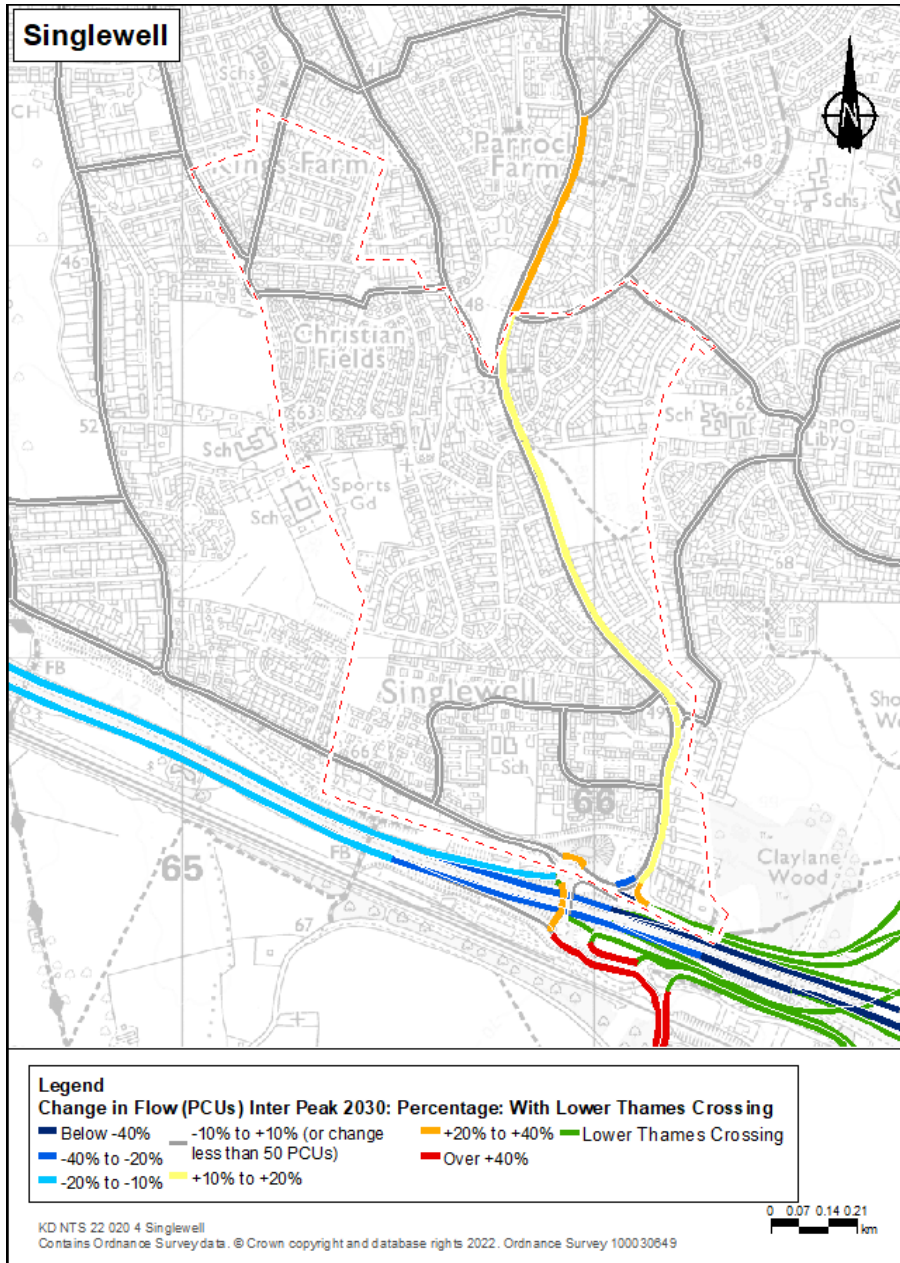 Singlewell
Schs
41
CH
Parrock
Farm
Kings Farm
Schs
46
48
Christian
Fields
Sch
62
PO
Liby
63
52
Sch
Sports
Gd
Sch
68
FB
Singlewell
49
66
Sch
66
FB
65
Claylane
Wood
67
Legend
Change in Flow (PCUs) Inter Peak 2030: Percentage: With Lower Thames Crossing
Below -40%
-40% to -20%
-20% to -10%
-10% to +10% (or change
less than 50 PCUs)
+10% to +20%
+20% to +40%
Over +40%
Lower Thames Crossing
KD NTS 22 020 4 Singlewell
Contains Ordnance Survey data. © Crown copyright and database rights 2022. Ordnance Survey 100030649
0 0.07 0.14 0.21
km